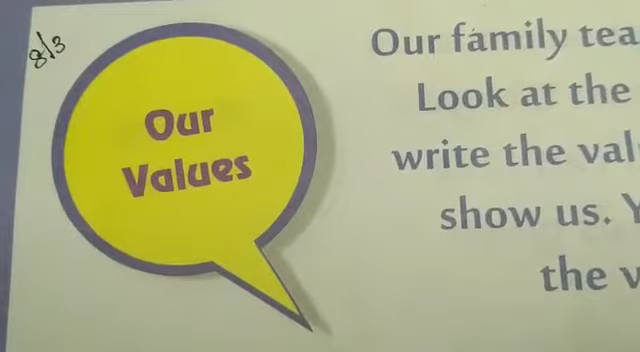 8/3
Our
Values
Our family
Look at the
write the
show us.
the